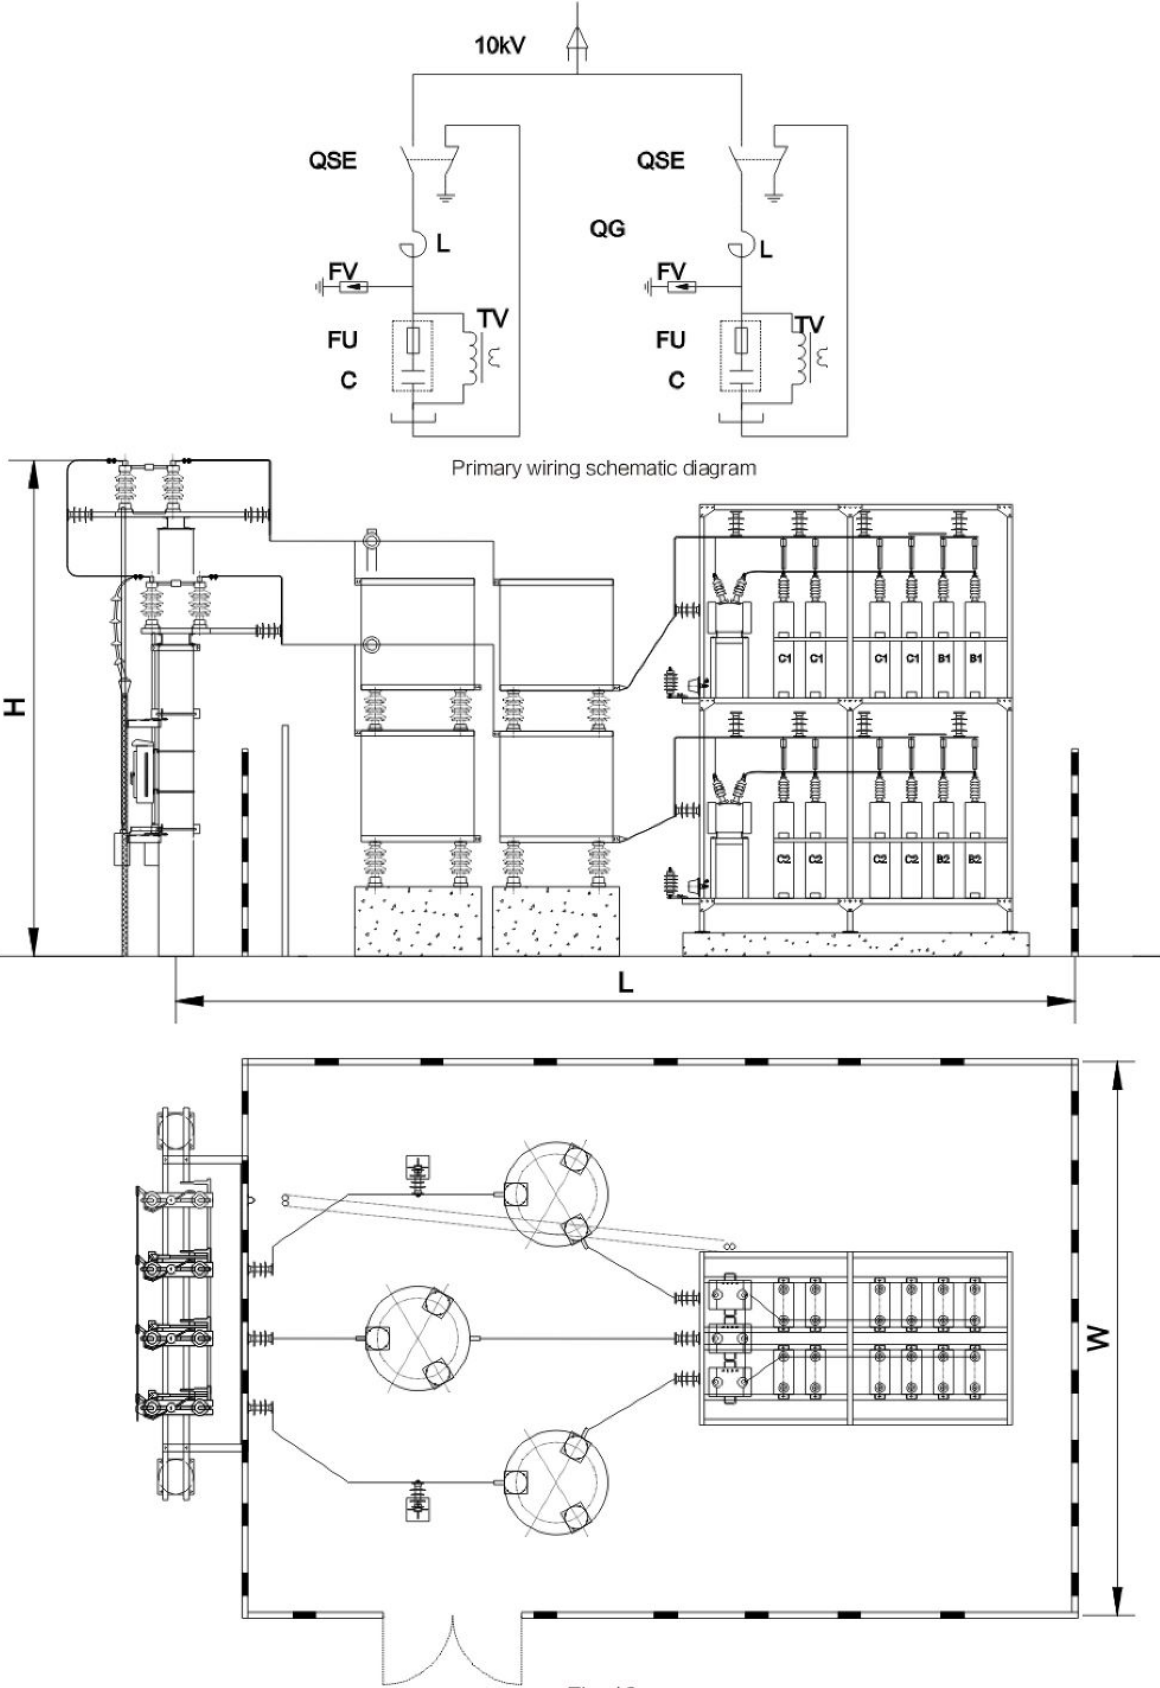 10kV
QSE QSE
QG
L L
FV FV
TV TV
FU FU
C C
Primary wiring schematic diagram
H
C1 C1 C1 C1 B1 B1
C2 C2 C2 C2 B2 B2
L
W